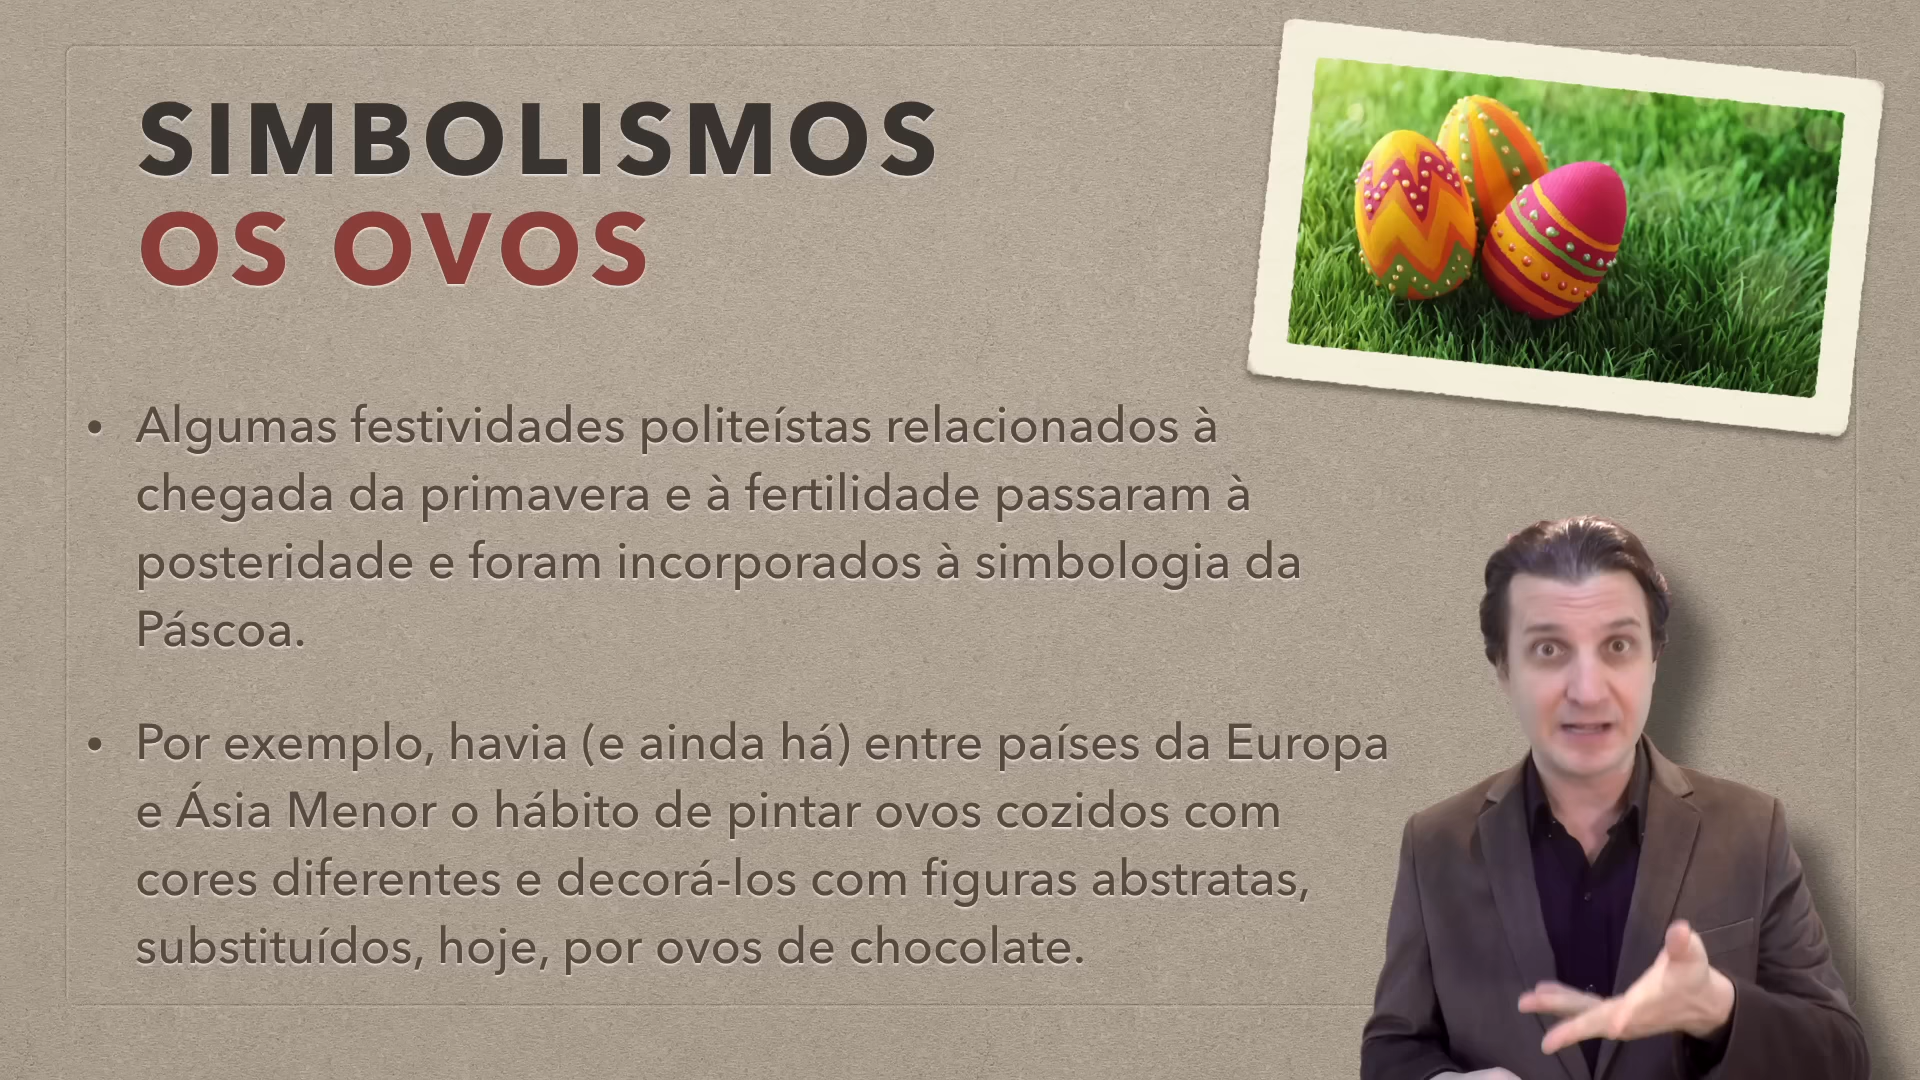 SIMBOLISMOS
OS OVOS
• Algumas festividades politeístas relacionados à
chegada da primavera e à fertilidade passaram à
posteridade e foram incorporados à simbologia da
Páscoa.
• Por exemplo, havia (e ainda há) entre países da Europa
e Ásia Menor o hábito de pintar ovos cozidos com
cores diferentes e decorá-los com figuras abstratas,
substituídos, hoje, por ovos de chocolate.